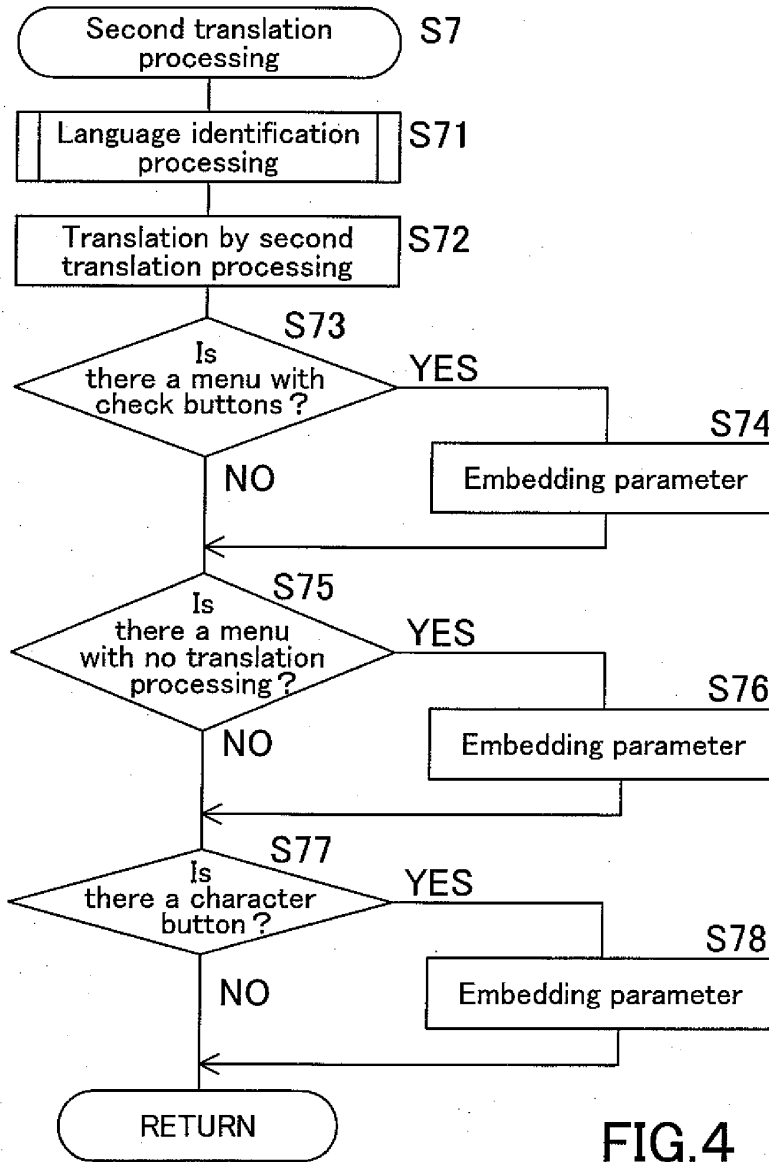 Second translation
processing
S7
Language identification
processing
S71
Translation by second
translation processing
S72
S73
Is
there a menu with
check buttons?
YES
S74
NO
Embedding parameter
S75
Is
there a menu
with no translation
processing?
YES
S76
NO
Embedding parameter
S77
Is
there a character
button?
YES
S78
NO
Embedding parameter
RETURN
FIG.4